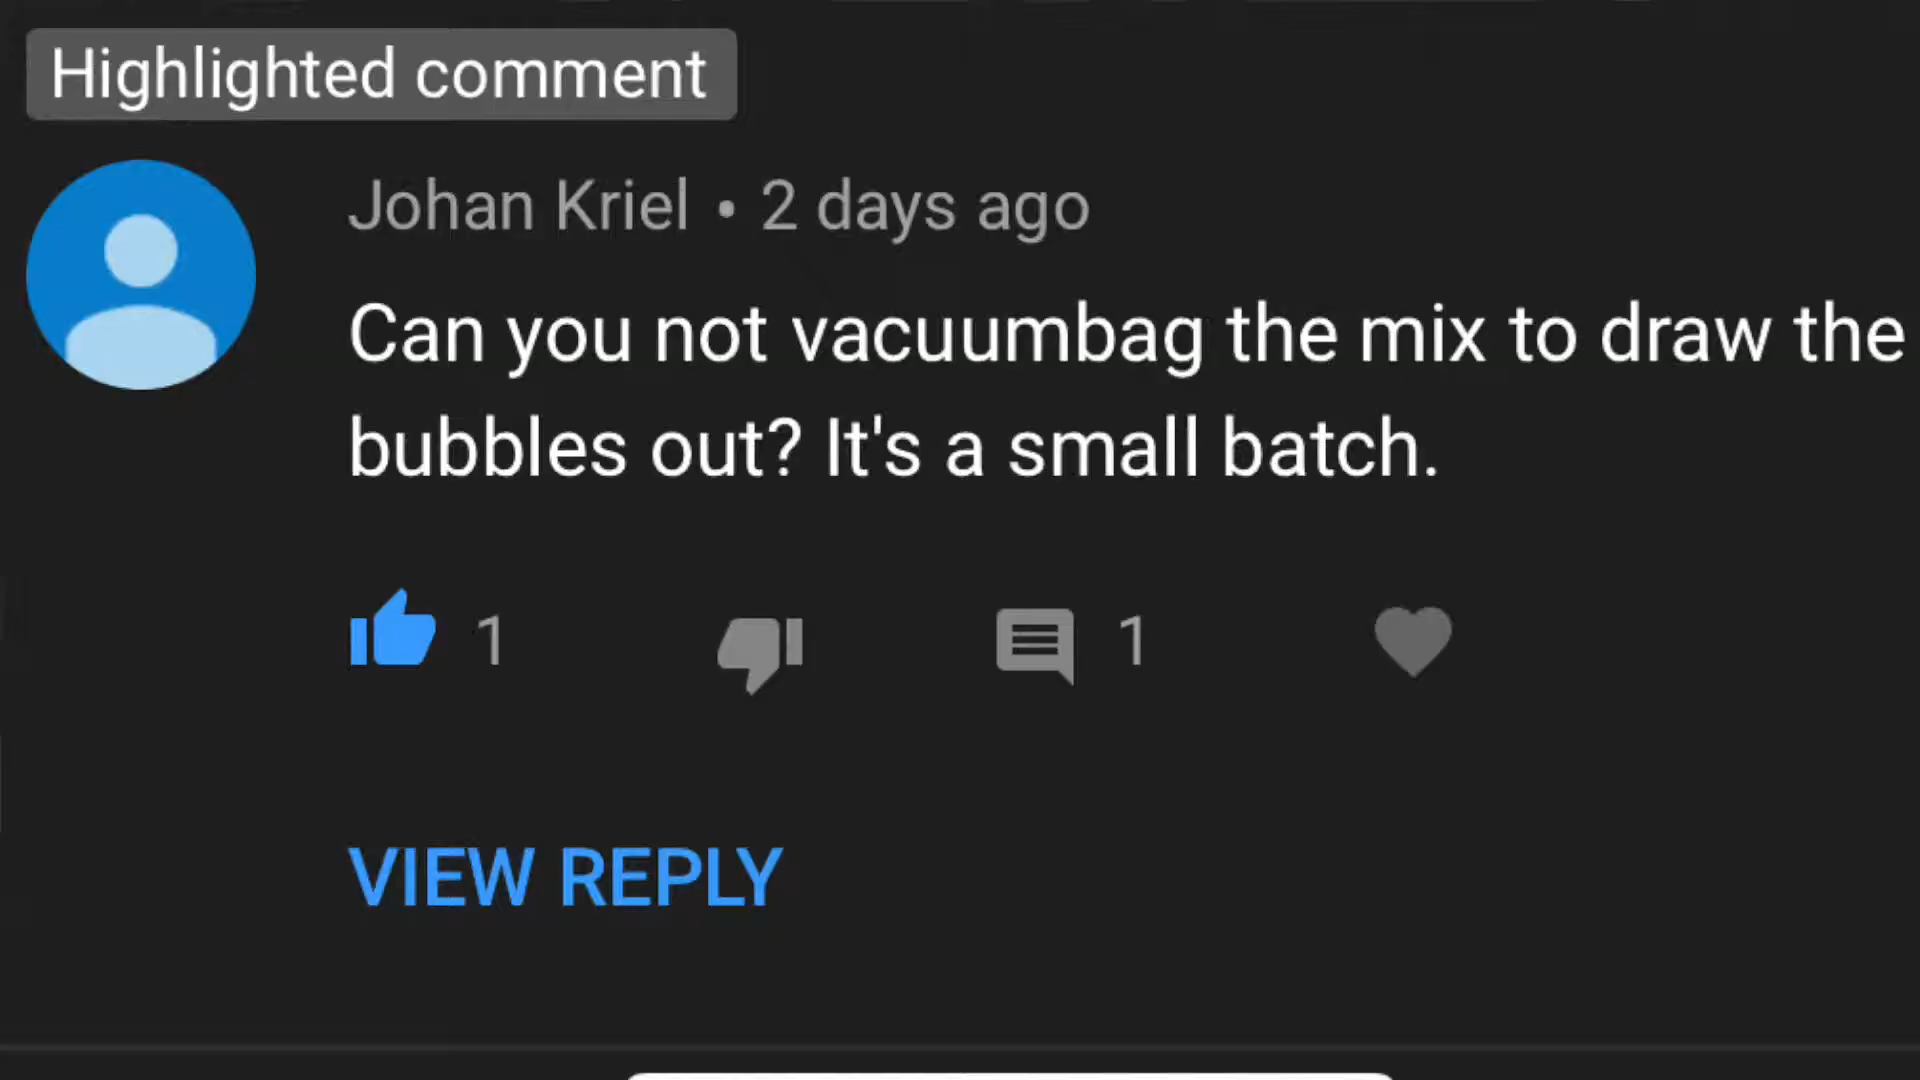 Highlighted comment
Johan Kriel • 2 days ago
Can you not vacuumbag the mix to draw the
bubbles out? It's a small batch.
1 1
VIEW REPLY